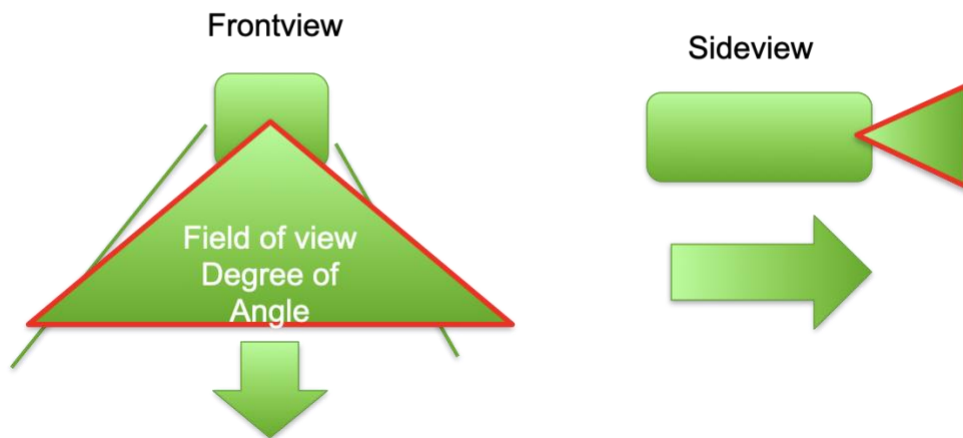 Frontview
Sideview
Field of view
Degree of
Angle